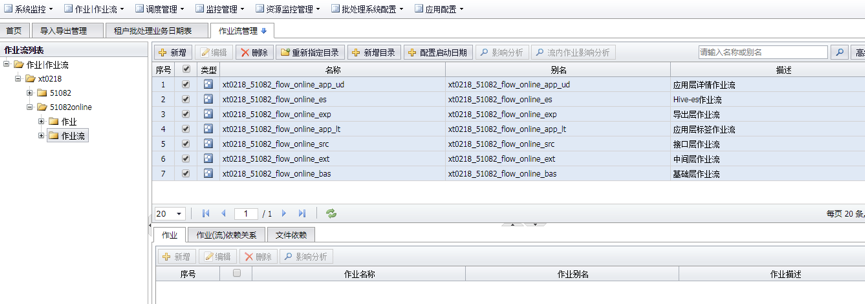 系统监控 作业|作业流 调度管理 监控管理 资源监控管理 批处理系统配置 应用配置
首页 导入导出管理 租户批处理业务日期表 作业流管理
作业流列表
作业|作业流
xt0218
51082
51082online
作业
作业流
新增 编辑 删除 重新指定目录 新增目录 配置启动日期 影响分析 流内作业影响分析 请输入名称或别名
序号 类型 名称 别名 描述
1 xt0218_51082_flow_online_app_ud xt0218_51082_flow_online_app_ud 应用层详情作业流
2 xt0218_51082_flow_online_es xt0218_51082_flow_online_es Hive-es作业流
3 xt0218_51082_flow_online_exp xt0218_51082_flow_online_exp 导出层作业流
4 xt0218_51082_flow_online_app_lt xt0218_51082_flow_online_app_lt 应用层标签作业流
5 xt0218_51082_flow_online_src xt0218_51082_flow_online_src 接口层作业流
6 xt0218_51082_flow_online_ext xt0218_51082_flow_online_ext 中间层作业流
7 xt0218_51082_flow_online_bas xt0218_51082_flow_online_bas 基础层作业流
20 1 / 1 每页 20 条,
作业 作业(流)依赖关系 文件依赖
新增 编辑 删除 影响分析
序号 作业名称 作业别名 作业描述